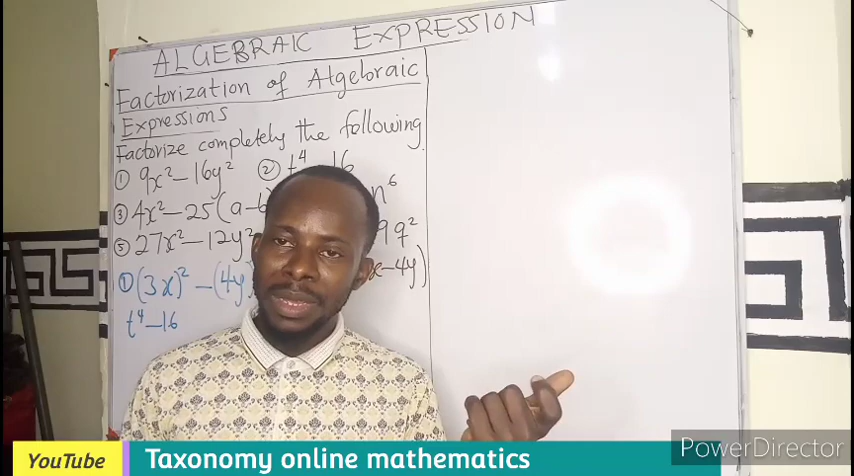 ALGEBRAIC EXPRESSION
Factorization of Algebraic
Expressions
Factorize completely the following.
① 9x² - 16y² ② t⁴ - 16
③ 4x² - 25(a-b n⁶
⑤ 27x² - 12y² 9q²
① (3x)² - (4y) x - 4y)
t⁴ - 16
YouTube Taxonomy online mathematics
PowerDirector